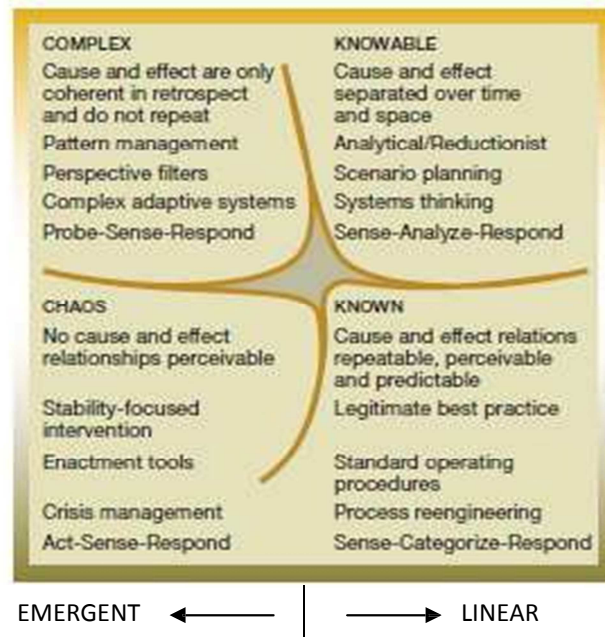 COMPLEX
Cause and effect are only
coherent in retrospect
and do not repeat
Pattern management
Perspective filters
Complex adaptive systems
Probe-Sense-Respond
KNOWABLE
Cause and effect
separated over time
and space
Analytical/Reductionist
Scenario planning
Systems thinking
Sense-Analyze-Respond
CHAOS
No cause and effect
relationships perceivable
Stability-focused
intervention
Enactment tools
Crisis management
Act-Sense-Respond
KNOWN
Cause and effect relations
repeatable, perceivable
and predictable
Legitimate best practice
Standard operating
procedures
Process reengineering
Sense-Categorize-Respond
EMERGENT
LINEAR